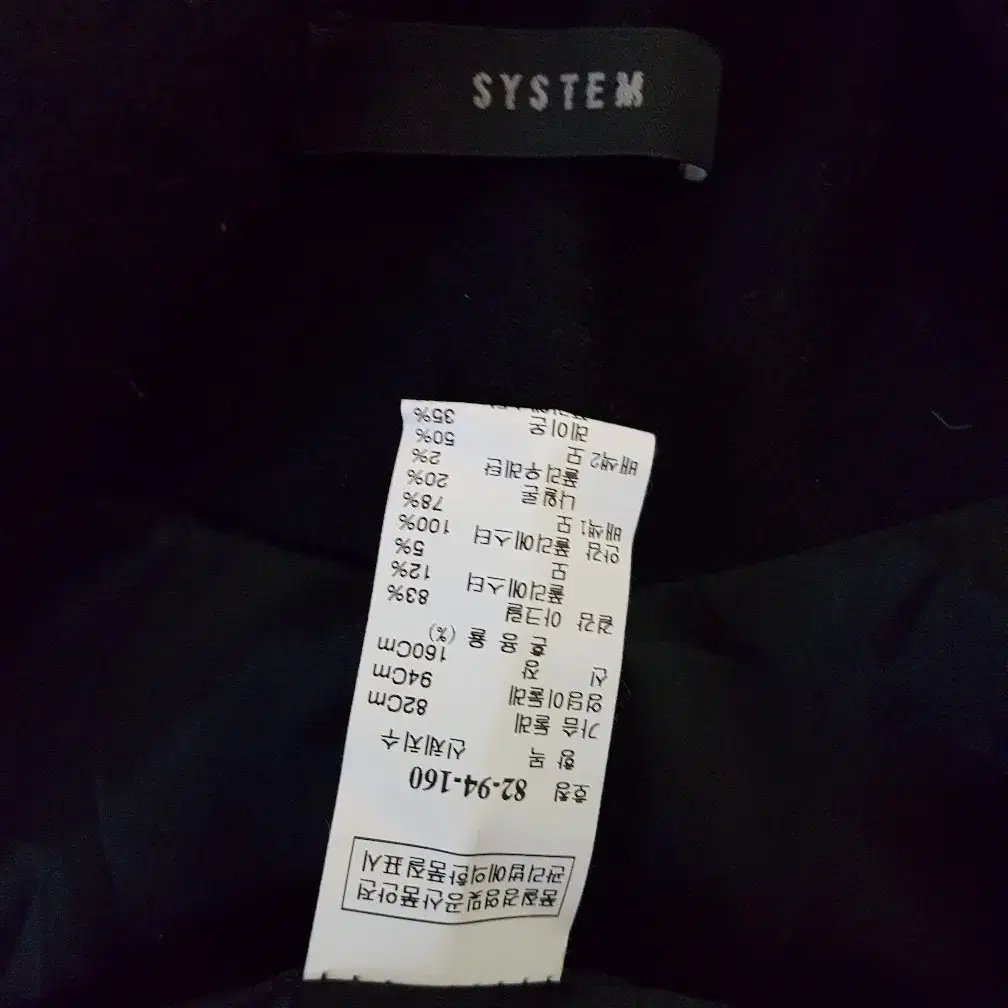 SYSTEM
품질경영및공산품안전
관리법에의한품질표시
호칭 82-94-160
항 목 신체치수
가슴 둘레 82Cm
엉덩이둘레 94Cm
신 장 160Cm
혼 용 율 (%)
겉감 아크릴 83%
폴리에스터 12%
모 5%
안감 폴리에스터 100%
배색1 모 78%
나일론 20%
폴리우레탄 2%
배색2 모 50%
레이온 35%